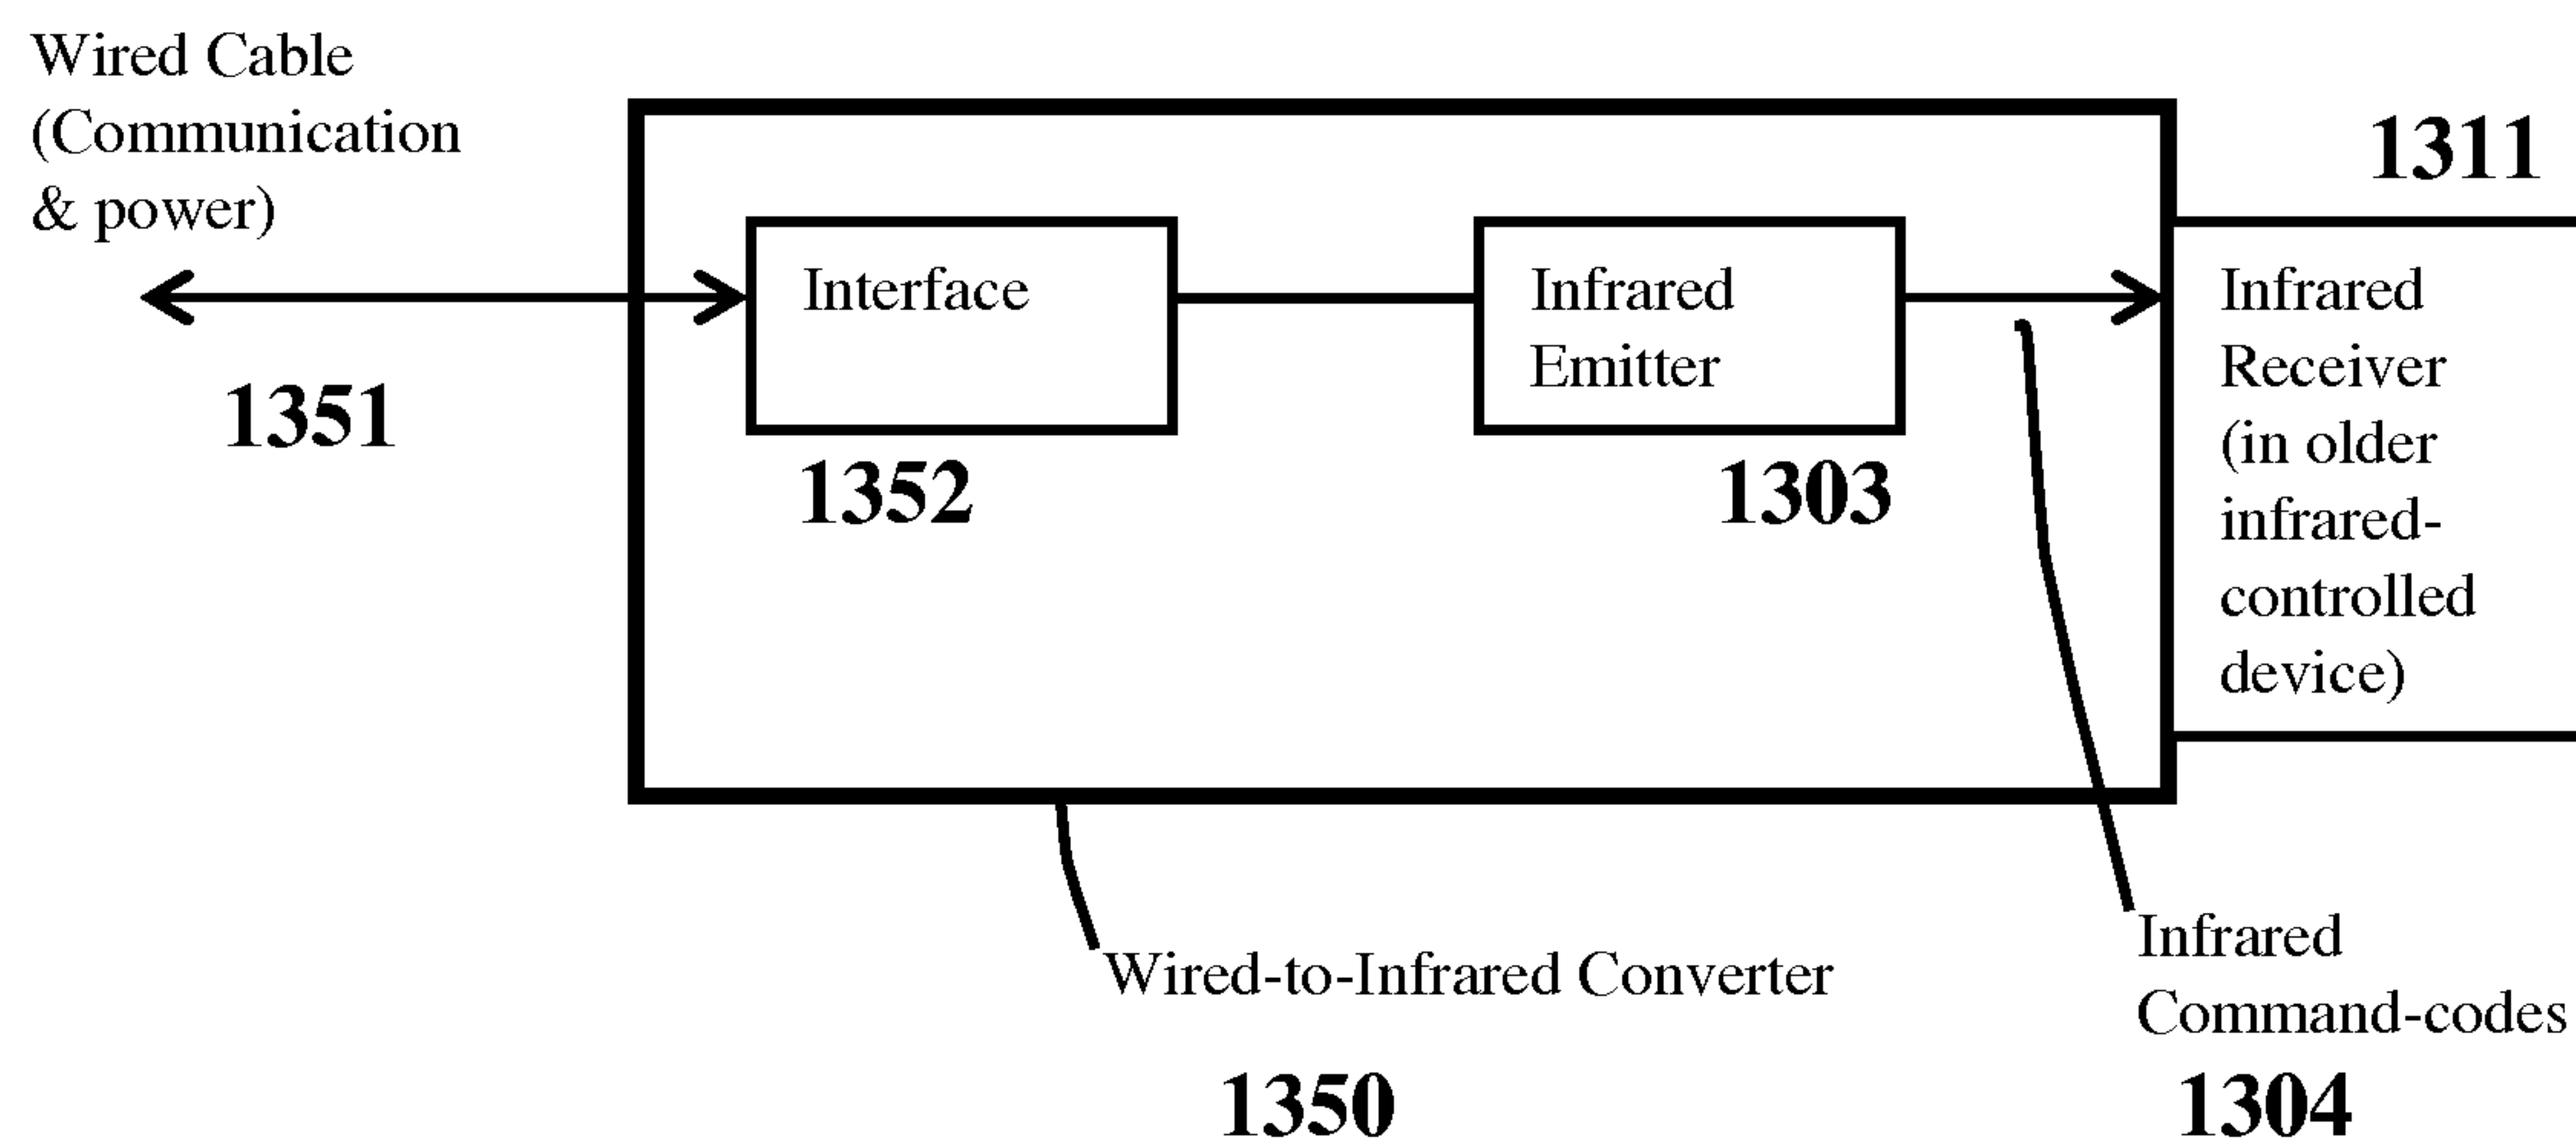 Wired Cable
(Communication
& power)
1351
Interface
1352
Infrared
Emitter
1303
1311
Infrared
Receiver
(in older
infrared-
controlled
device)
Wired-to-Infrared Converter
1350
Infrared
Command-codes
1304